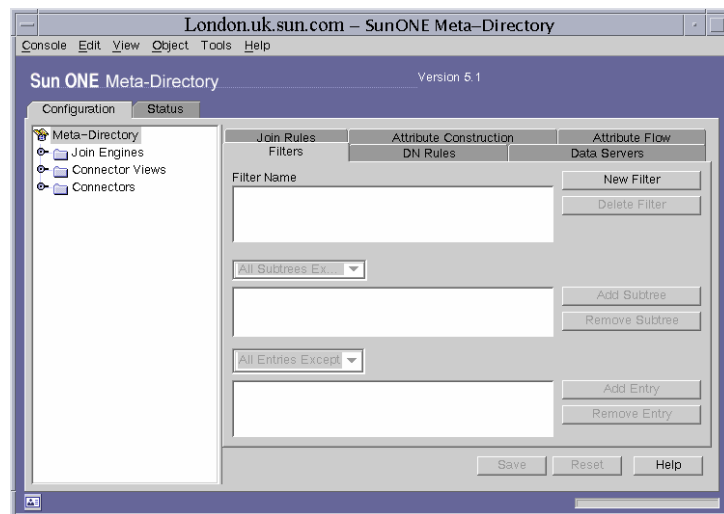 London.uk.sun.com – SunONE Meta–Directory
Console Edit View Object Tools Help
Sun ONE Meta-Directory
Version 5.1
Configuration Status
Meta–Directory
Join Engines
Connector Views
Connectors
Join Rules Attribute Construction Attribute Flow
Filters DN Rules Data Servers
Filter Name
New Filter
Delete Filter
All Subtrees Ex...
Add Subtree
Remove Subtree
All Entries Except
Add Entry
Remove Entry
Save Reset Help